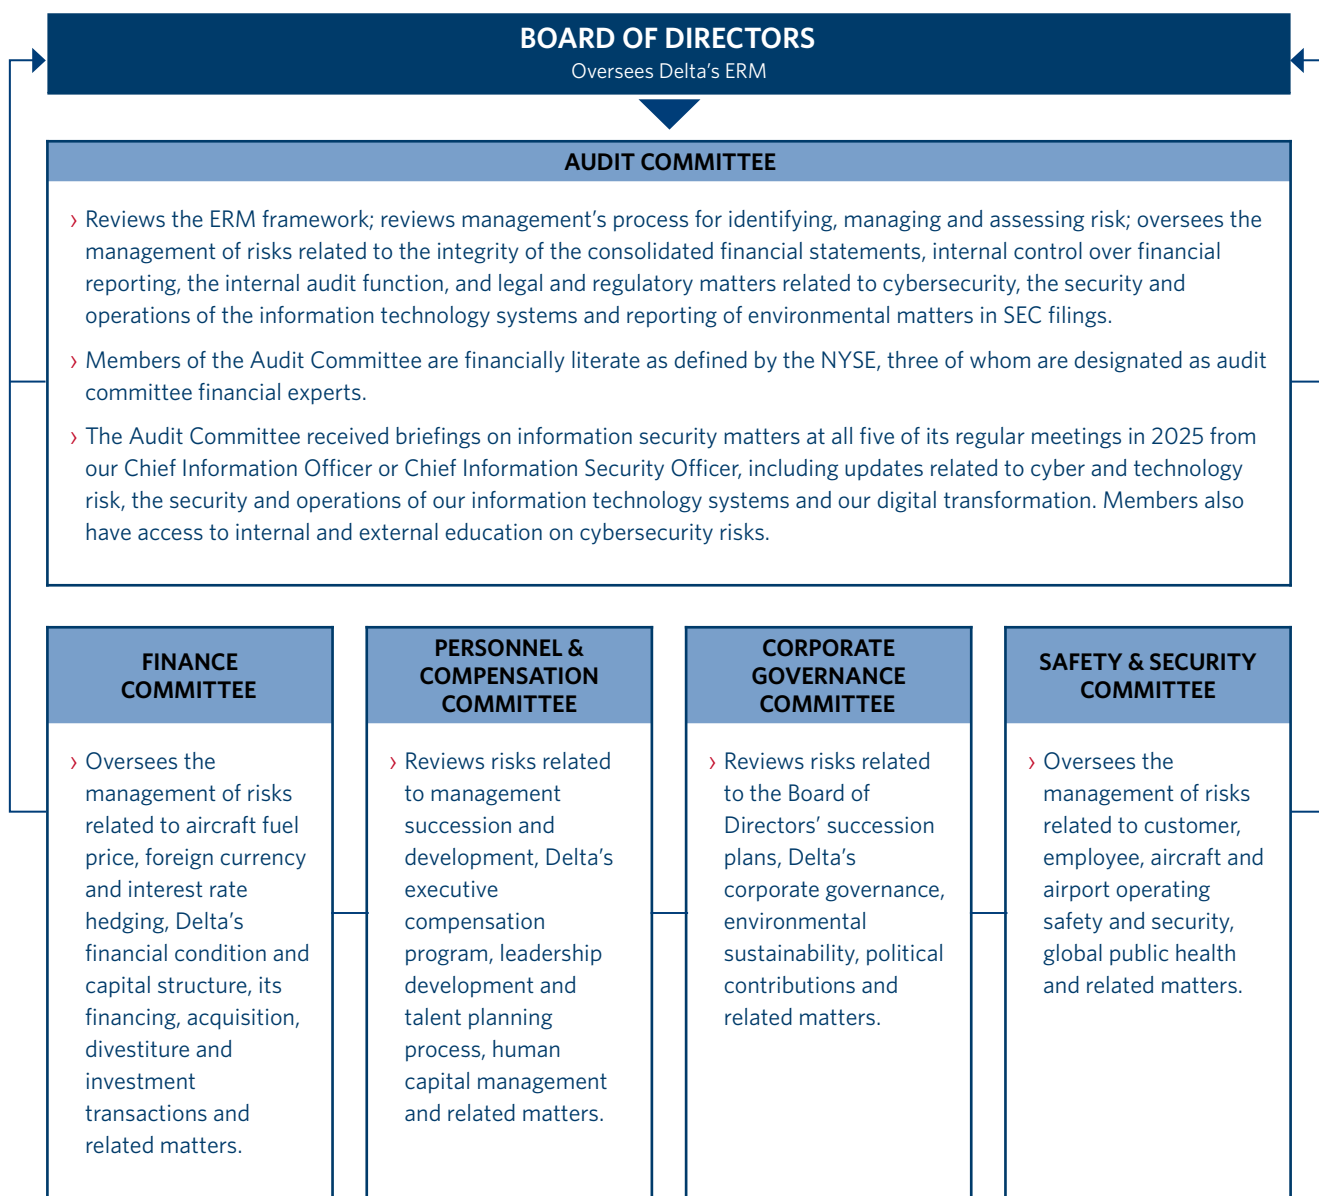 BOARD OF DIRECTORS
Oversees Delta's ERM
AUDIT COMMITTEE
› Reviews the ERM framework; reviews management's process for identifying, managing and assessing risk; oversees the
management of risks related to the integrity of the consolidated financial statements, internal control over financial
reporting, the internal audit function, and legal and regulatory matters related to cybersecurity, the security and
operations of the information technology systems and reporting of environmental matters in SEC filings.
› Members of the Audit Committee are financially literate as defined by the NYSE, three of whom are designated as audit
committee financial experts.
› The Audit Committee received briefings on information security matters at all five of its regular meetings in 2025 from
our Chief Information Officer or Chief Information Security Officer, including updates related to cyber and technology
risk, the security and operations of our information technology systems and our digital transformation. Members also
have access to internal and external education on cybersecurity risks.
FINANCE
COMMITTEE
› Oversees the
management of risks
related to aircraft fuel
price, foreign currency
and interest rate
hedging, Delta's
financial condition and
capital structure, its
financing, acquisition,
divestiture and
investment
transactions and
related matters.
PERSONNEL &
COMPENSATION
COMMITTEE
› Reviews risks related
to management
succession and
development, Delta's
executive
compensation
program, leadership
development and
talent planning
process, human
capital management
and related matters.
CORPORATE
GOVERNANCE
COMMITTEE
› Reviews risks related
to the Board of
Directors' succession
plans, Delta's
corporate governance,
environmental
sustainability, political
contributions and
related matters.
SAFETY & SECURITY
COMMITTEE
› Oversees the
management of risks
related to customer,
employee, aircraft and
airport operating
safety and security,
global public health
and related matters.